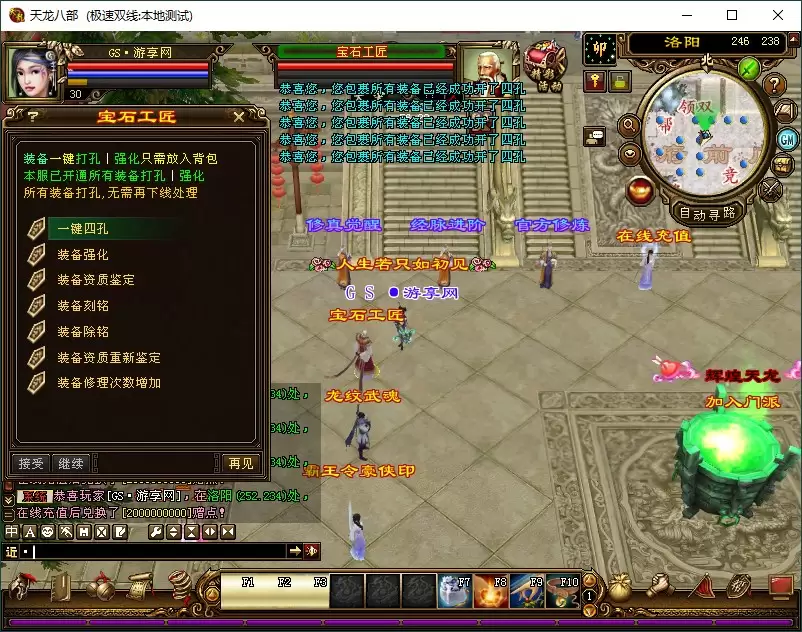 天龙八部 (极速双线:本地测试)
GS·游享网
30
宝石工匠
精彩活动
洛阳 246 238
北
GM
自动寻路
恭喜您，您包裹所有装备已经成功开了四孔
恭喜您，您包裹所有装备已经成功开了四孔
恭喜您，您包裹所有装备已经成功开了四孔
恭喜您，您包裹所有装备已经成功开了四孔
恭喜您，您包裹所有装备已经成功开了四孔
? 宝石工匠
装备一键打孔|强化只需放入背包
本服已开通所有装备打孔|强化
所有装备打孔,无需再下线处理
一键四孔
装备强化
装备资质鉴定
装备刻铭
装备除铭
装备资质重新鉴定
装备修理次数增加
接受 继续 再见
修真觉醒 经脉进阶 官方修炼
在线充值
人生若只如初见
GS●游享网
宝石工匠
龙纹武魂
霸王令豪侠印
辉煌天龙
加入门派
34)处，
34)处，
34)处，
系统 恭喜玩家[GS·游享网]，在洛阳(252.234)处，
在线充值后兑换了[2000000000]赠点！
近
F1 F2 F3 F7 F8 F9 F10
1